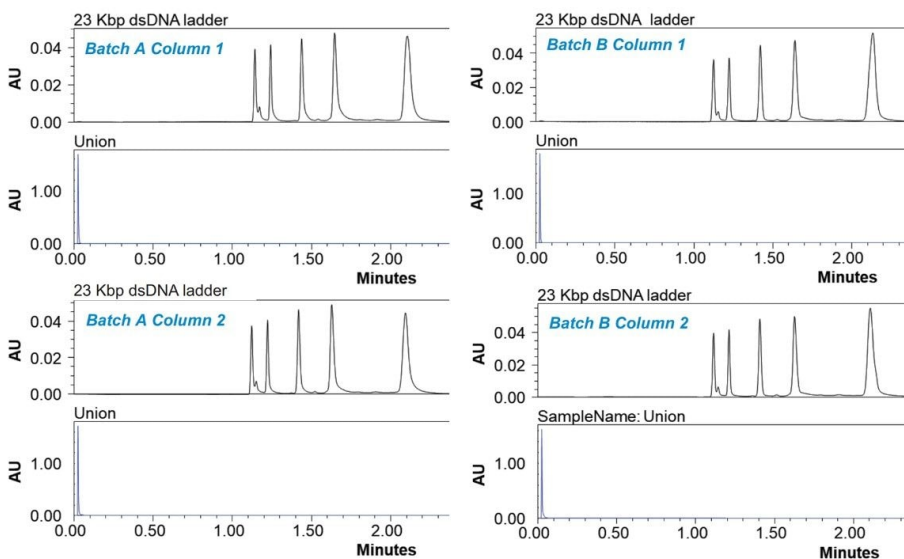 23 Kbp dsDNA ladder
Batch A Column 1
AU
0.04
0.02
0.00
Union
AU
1.00
0.00
0.00 0.50 1.00 1.50 2.00
Minutes
23 Kbp dsDNA ladder
Batch B Column 1
AU
0.04
0.02
0.00
Union
AU
1.00
0.00
0.00 0.50 1.00 1.50 2.00
Minutes
23 Kbp dsDNA ladder
Batch A Column 2
AU
0.04
0.02
0.00
Union
AU
1.00
0.00
0.00 0.50 1.00 1.50 2.00
Minutes
23 Kbp dsDNA ladder
Batch B Column 2
AU
0.04
0.02
0.00
SampleName: Union
AU
1.00
0.00
0.00 0.50 1.00 1.50 2.00
Minutes